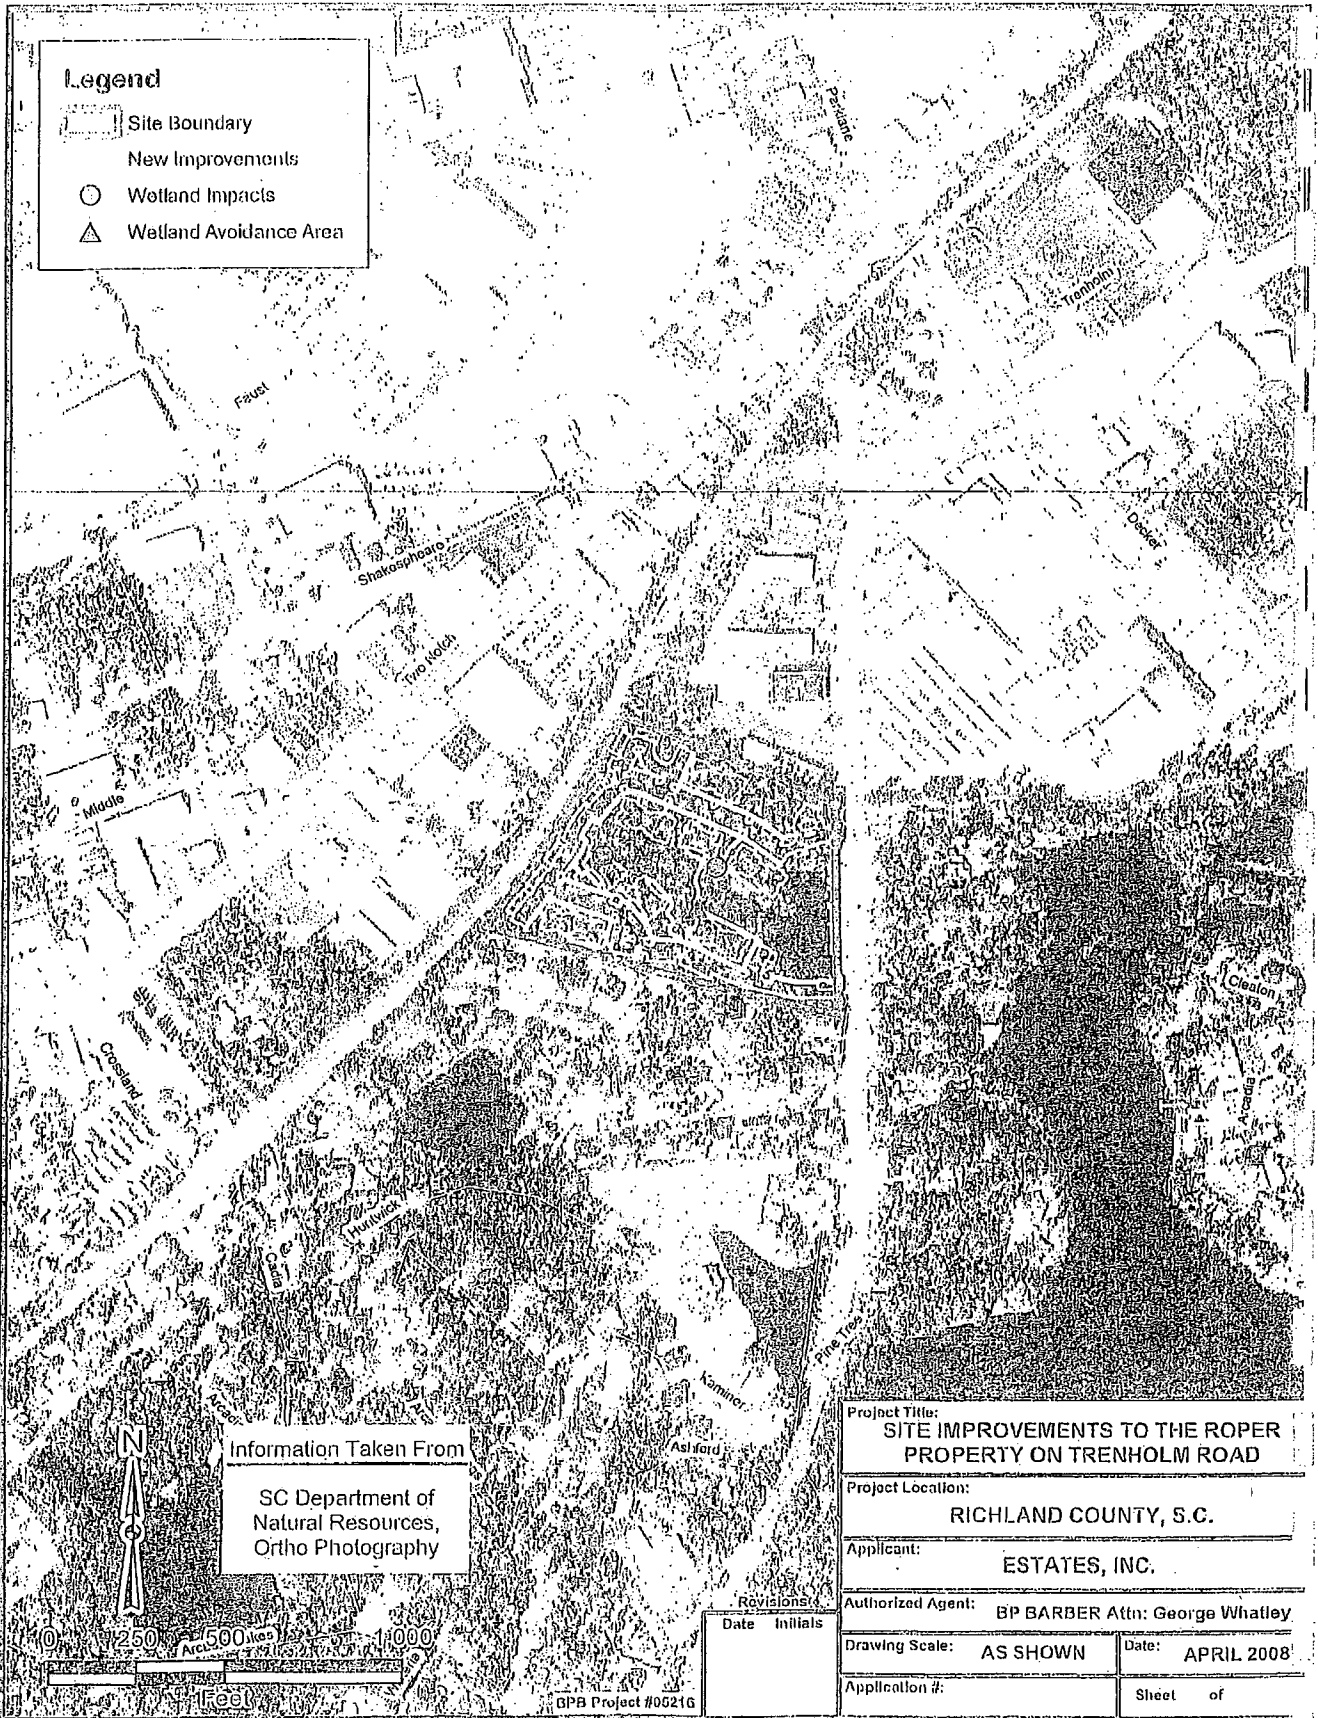 Legend
Site Boundary
New Improvements
Wetland Impacts
Wetland Avoidance Area
Parklane
Trenholm
Faust
Decker
Shakespeare
Two Notch
Middle
Cleaton
Crossland
Arcadia
Huntwick
Cadia
Pine Tree
Kaminer
Ashford
N
Information Taken From
SC Department of
Natural Resources,
Ortho Photography
0 250 500 1,000
Feet
BPB Project #06216
Revisions
Date Initials
Project Title:
SITE IMPROVEMENTS TO THE ROPER
PROPERTY ON TRENHOLM ROAD
Project Location:
RICHLAND COUNTY, S.C.
Applicant:
ESTATES, INC.
Authorized Agent: BP BARBER Attn: George Whatley
Drawing Scale: AS SHOWN
Date: APRIL 2008
Application #:
Sheet of